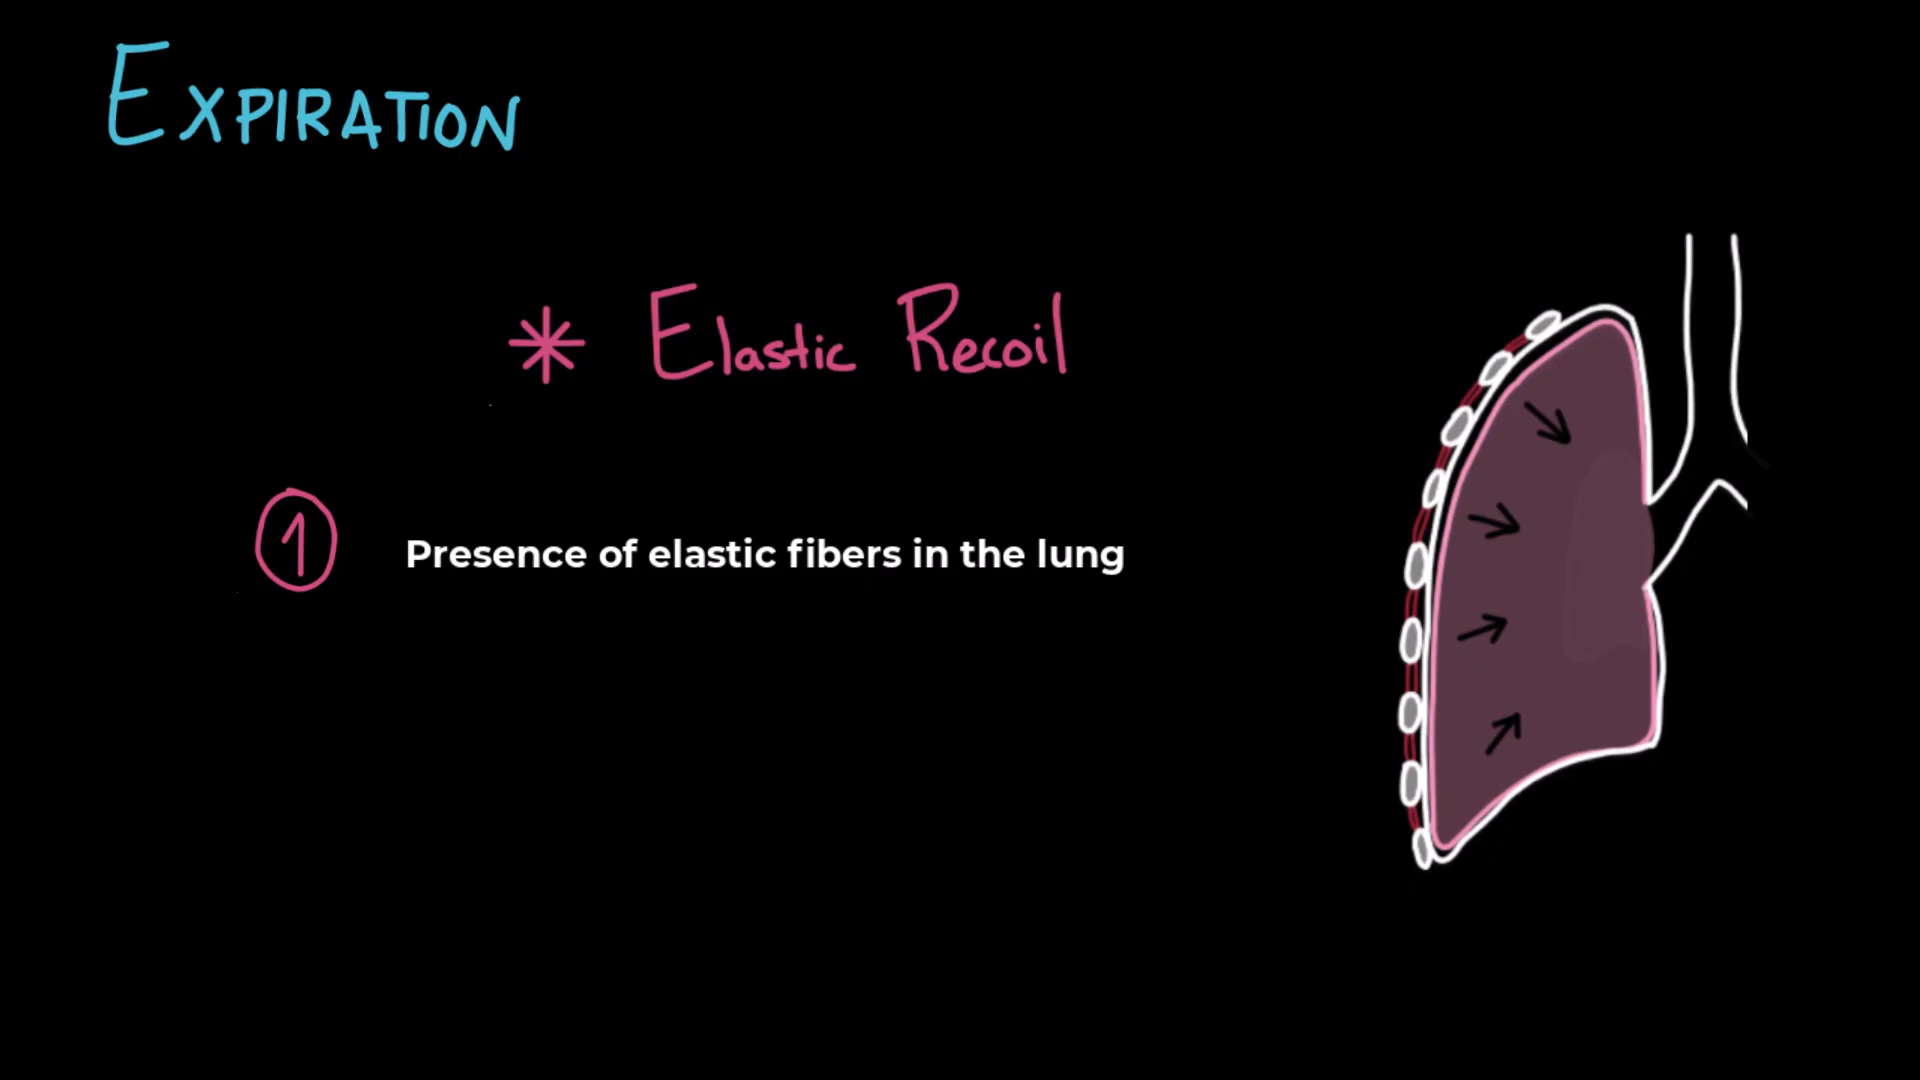 EXPIRATION
* Elastic Recoil
1 Presence of elastic fibers in the lung